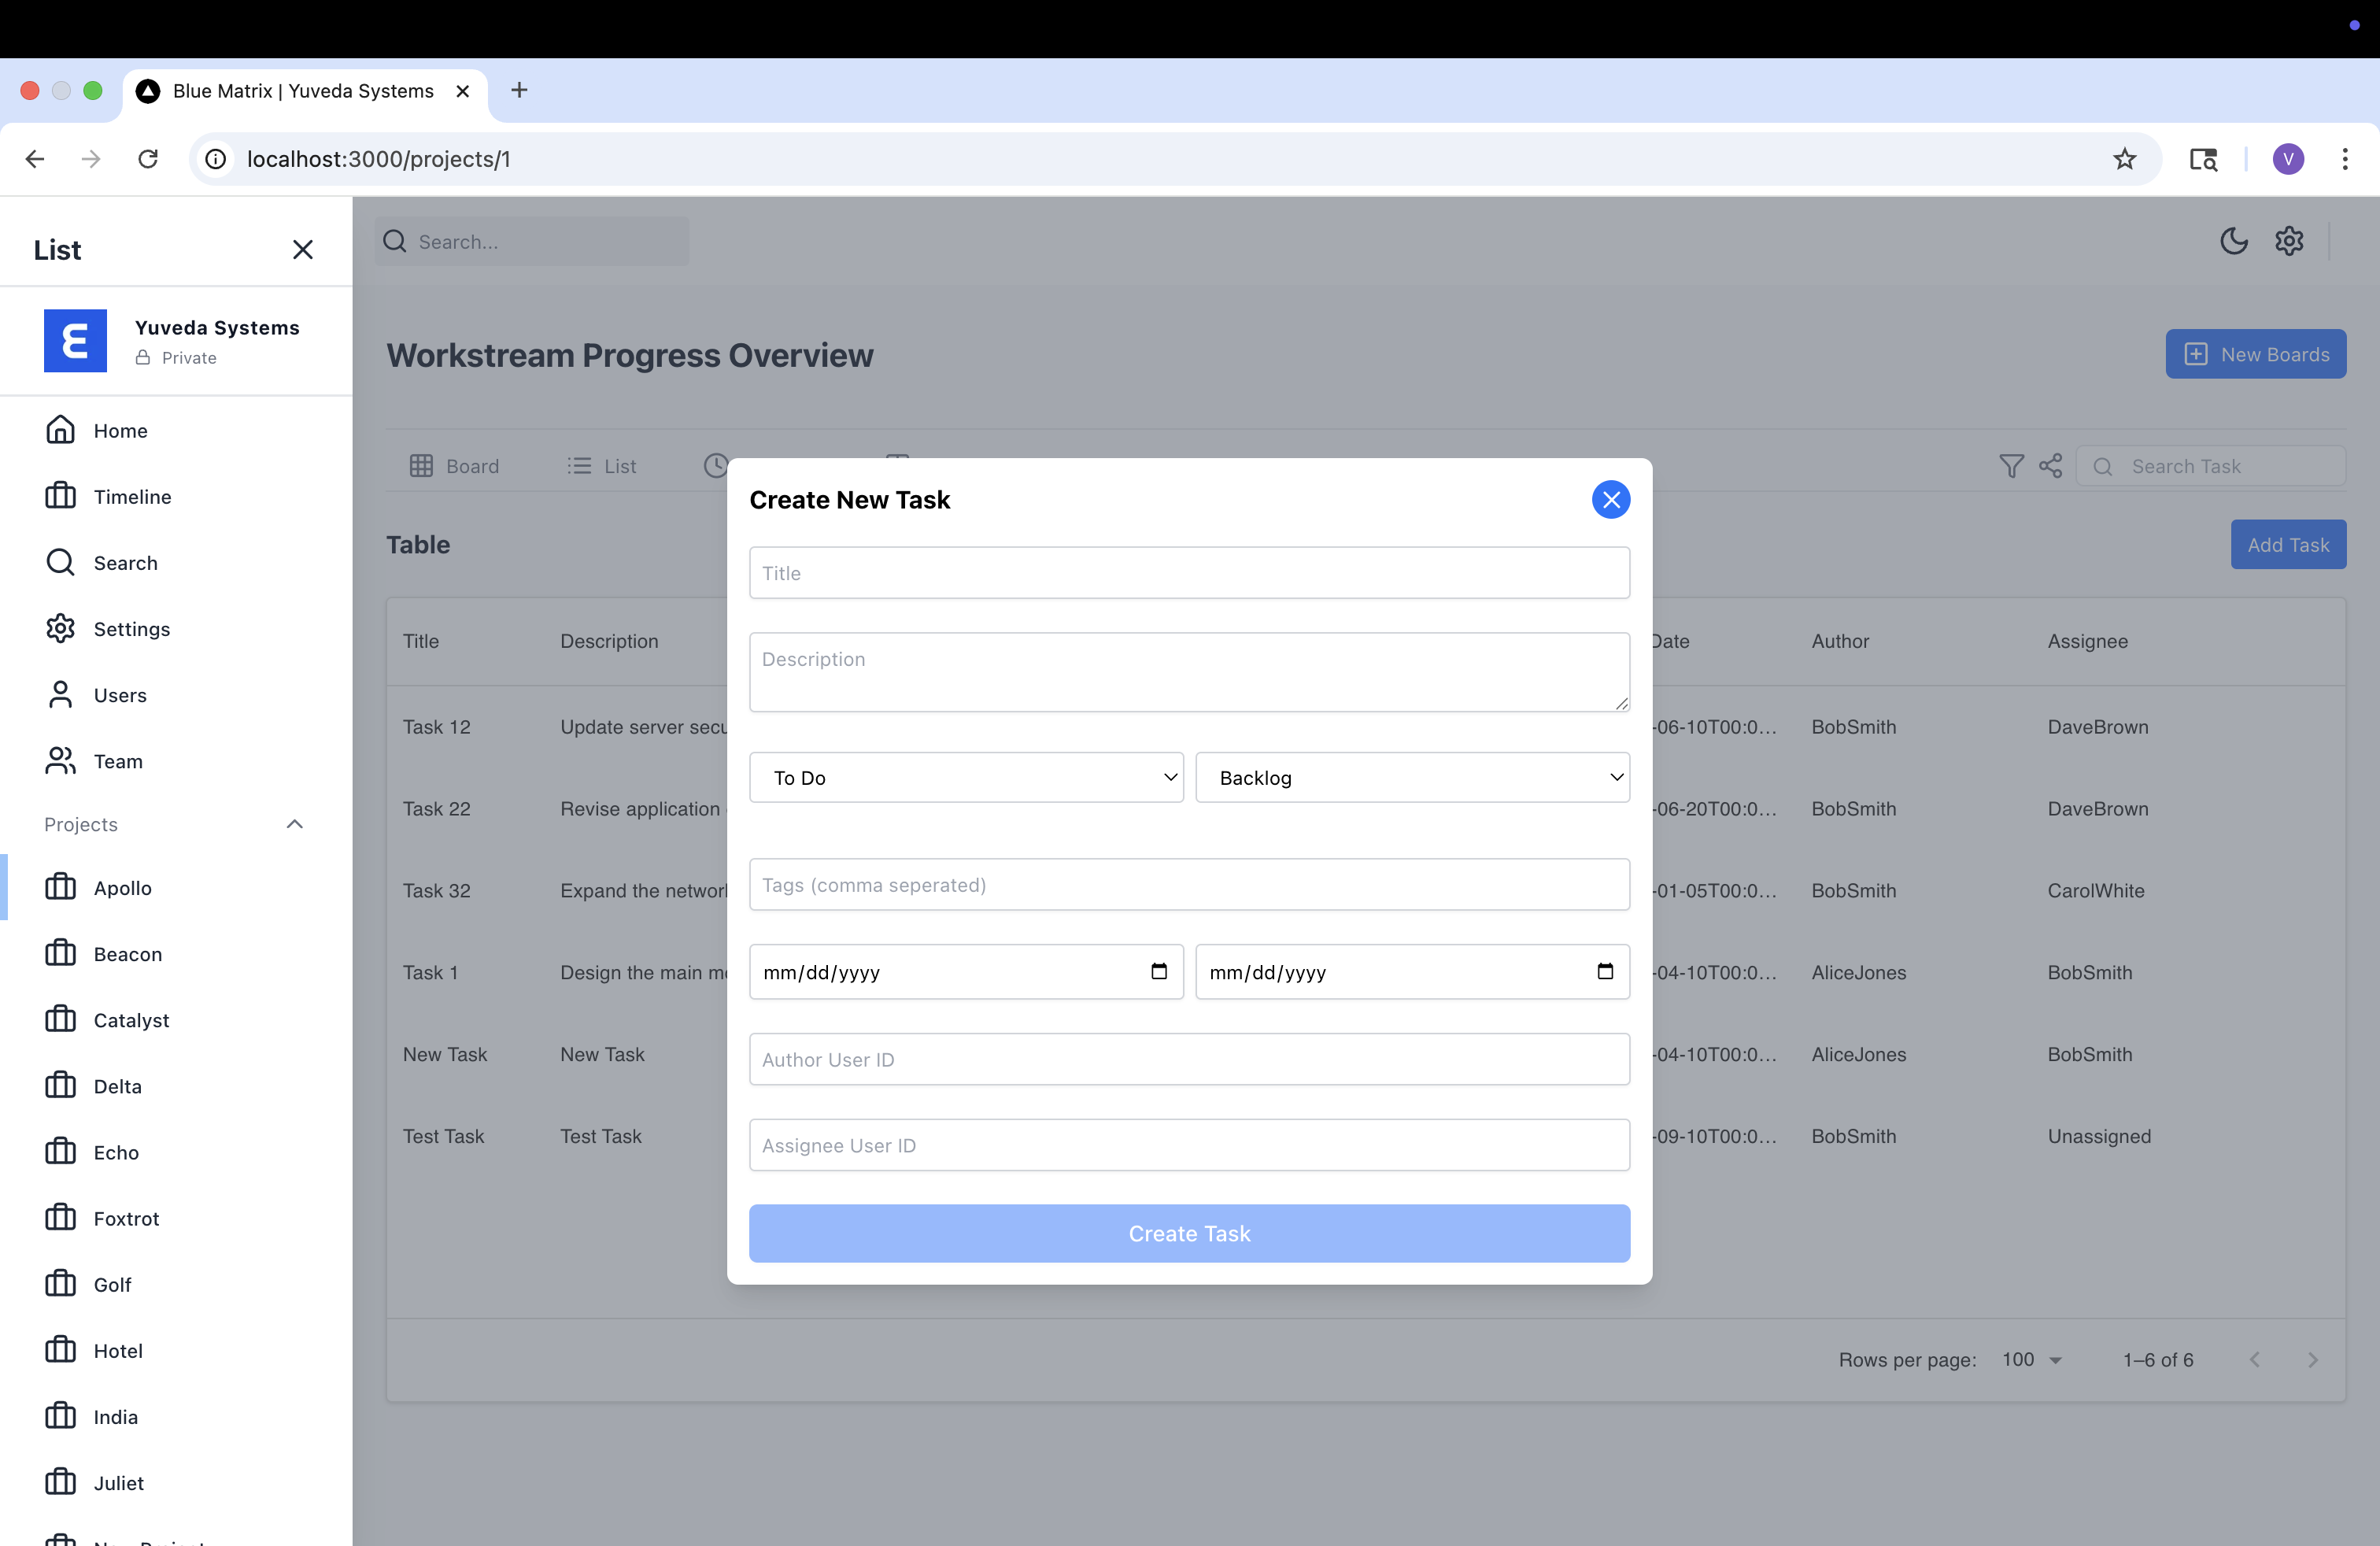 Blue Matrix | Yuveda Systems
localhost:3000/projects/1
V
List
Yuveda Systems
Private
Home
Timeline
Search
Settings
Users
Team
Projects
Apollo
Beacon
Catalyst
Delta
Echo
Foxtrot
Golf
Hotel
India
Juliet
Search...
Workstream Progress Overview
New Boards
Board
List
Search Task
Table
Add Task
Title Description Date Author Assignee
Task 12 Update server secu -06-10T00:0... BobSmith DaveBrown
Task 22 Revise application -06-20T00:0... BobSmith DaveBrown
Task 32 Expand the network -01-05T00:0... BobSmith CarolWhite
Task 1 Design the main -04-10T00:0... AliceJones BobSmith
New Task New Task -04-10T00:0... AliceJones BobSmith
Test Task Test Task -09-10T00:0... BobSmith Unassigned
Rows per page: 100 1–6 of 6
Create New Task
Title
Description
To Do
Backlog
Tags (comma seperated)
mm/dd/yyyy
mm/dd/yyyy
Author User ID
Assignee User ID
Create Task